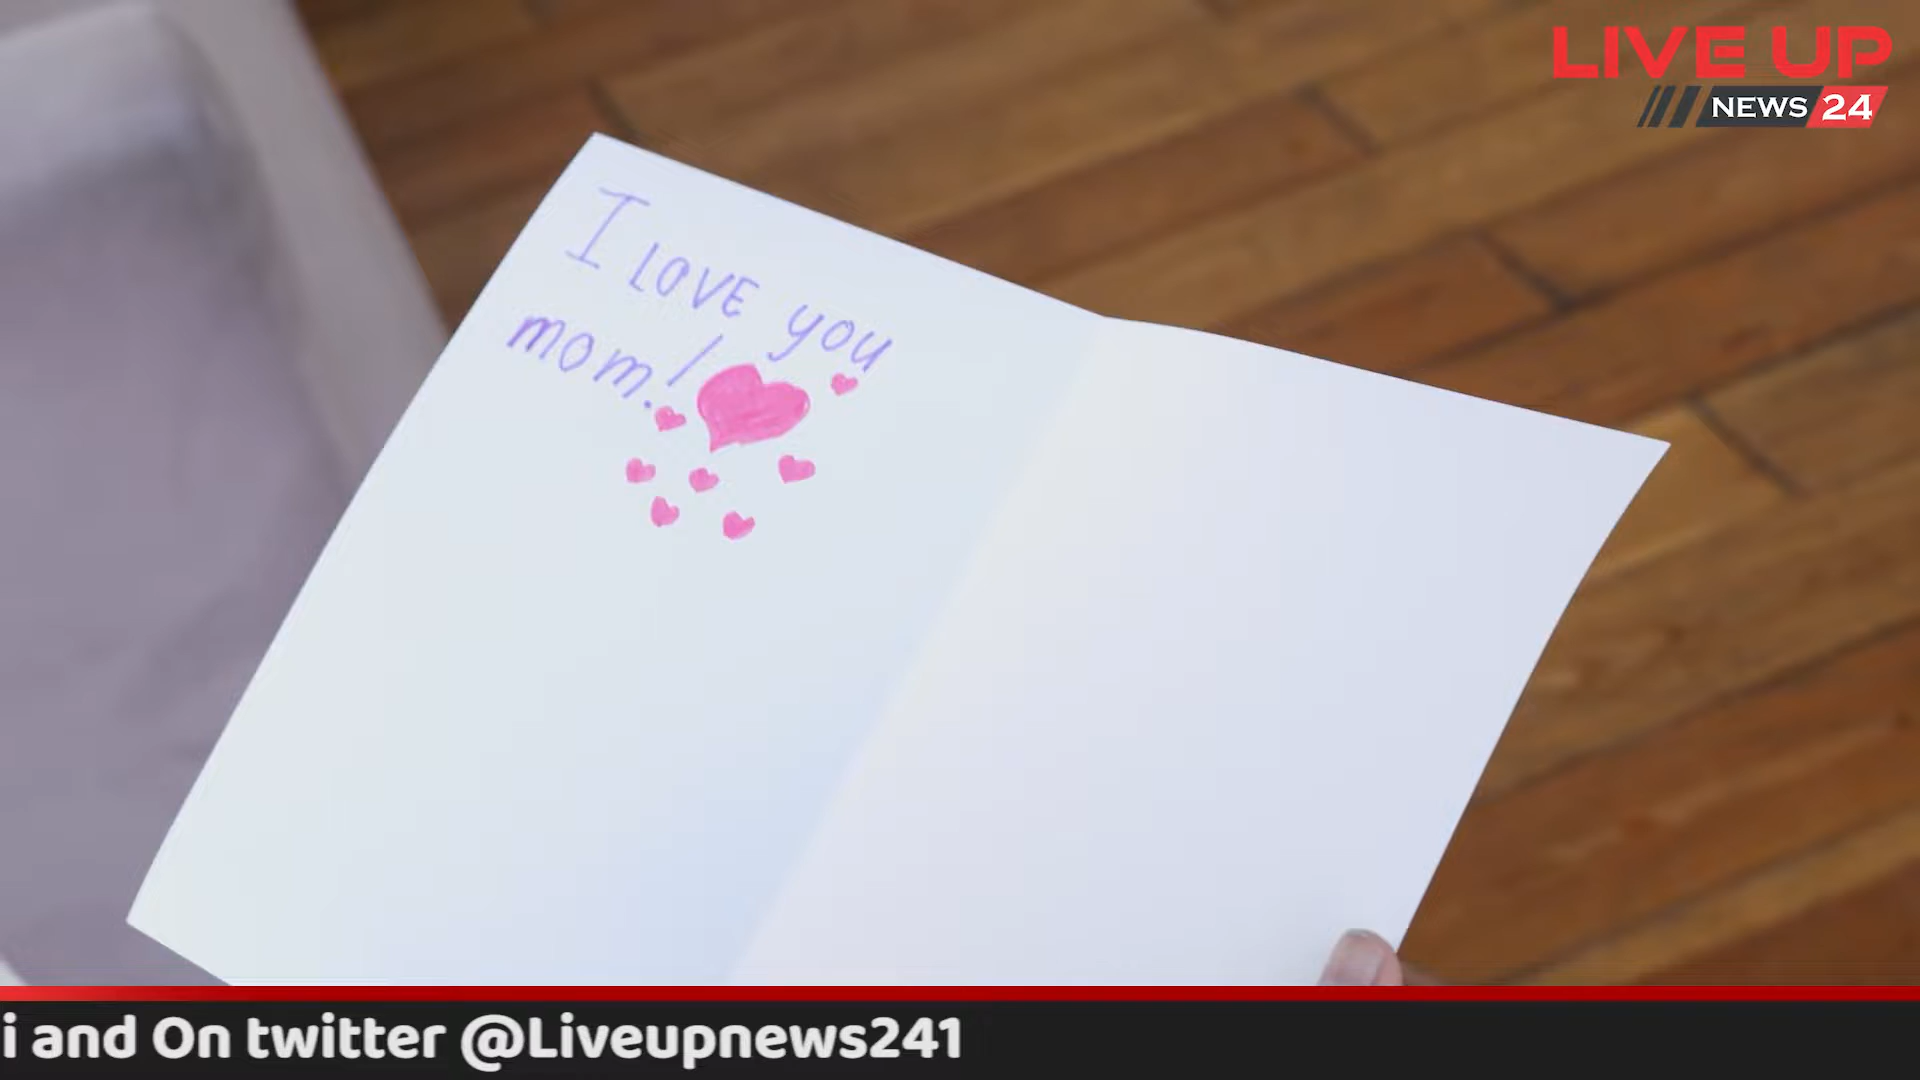 LIVE UP
NEWS 24
I LOVE you
mom!
i and On twitter @Liveupnews241